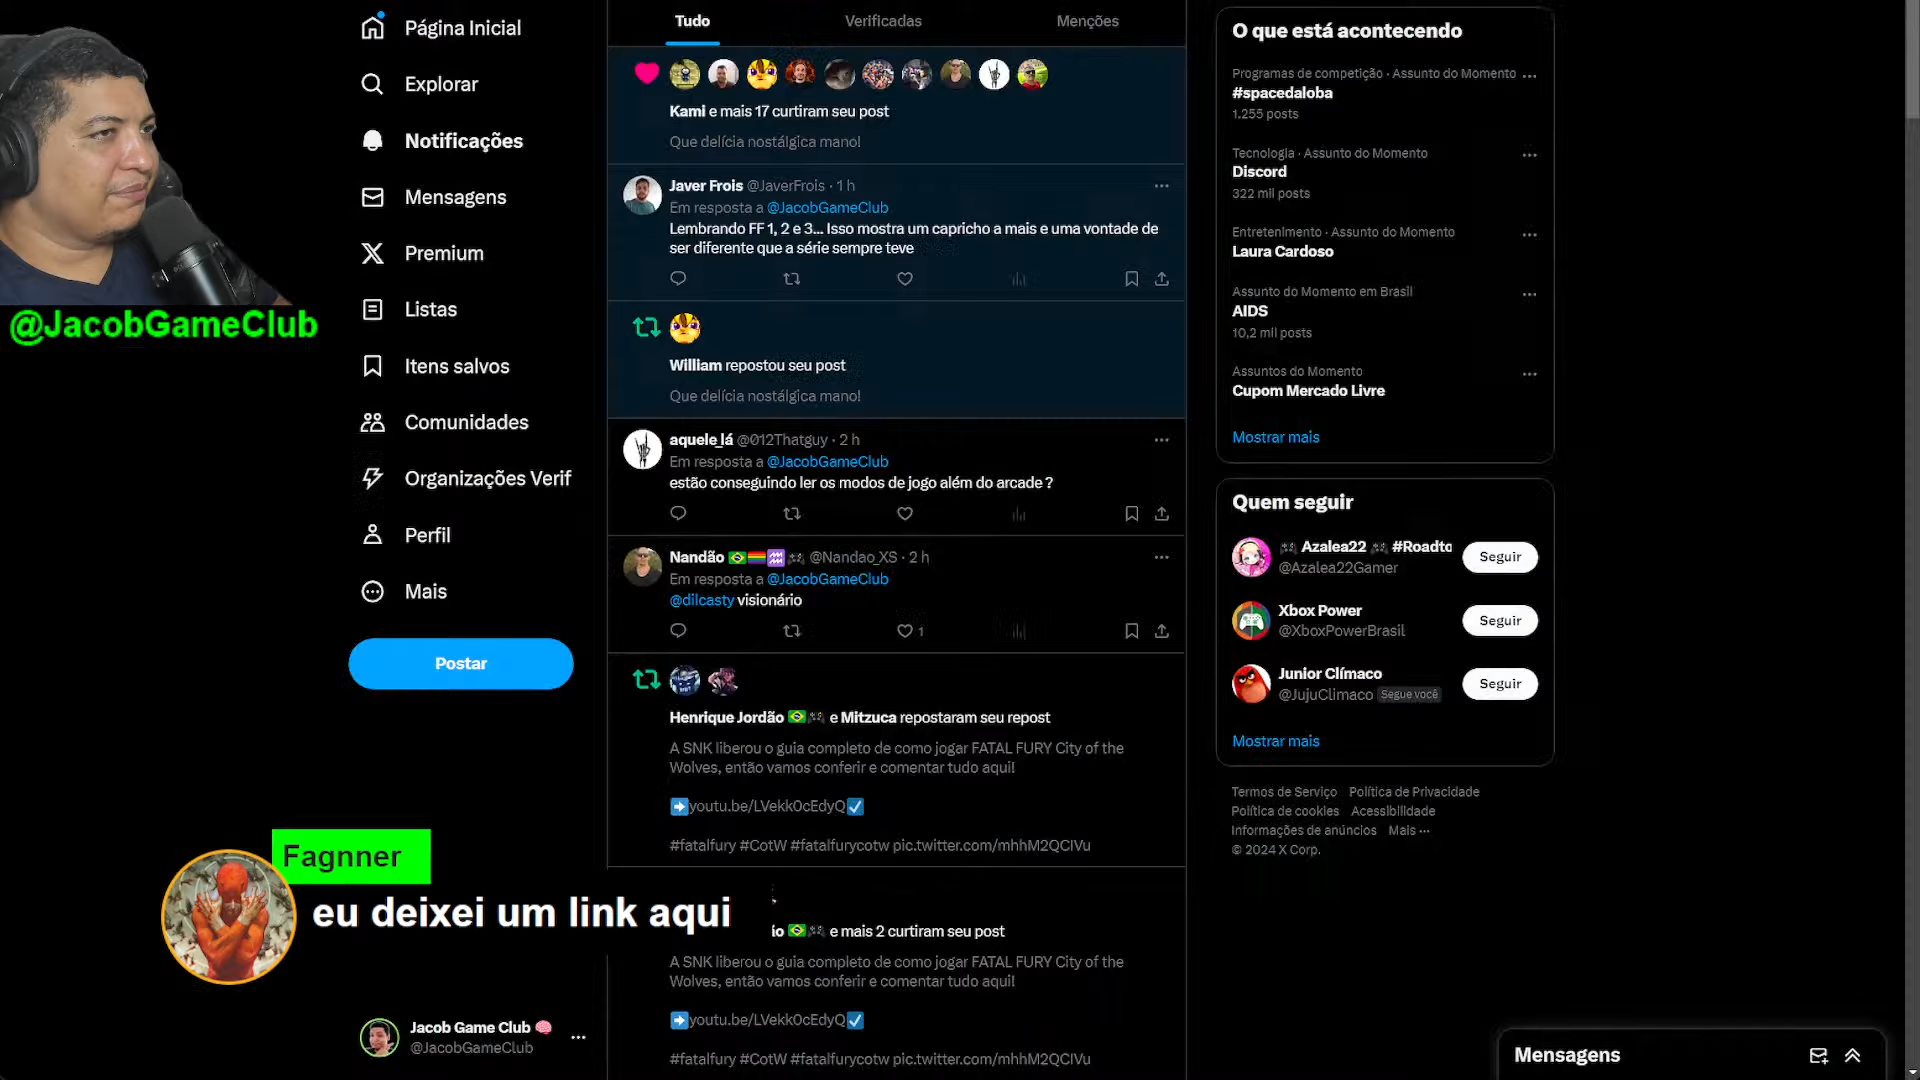 @JacobGameClub
Página Inicial
Explorar
Notificações
Mensagens
Premium
Listas
Itens salvos
Comunidades
Organizações Verif
Perfil
Mais
Postar
Jacob Game Club
@JacobGameClub
Fagnner
eu deixei um link aqui
Tudo
Verificadas
Menções
Kami e mais 17 curtiram seu post
Que delícia nostálgica mano!
Javer Frois @JaverFrois · 1 h
Em resposta a @JacobGameClub
Lembrando FF 1, 2 e 3... Isso mostra um capricho a mais e uma vontade de
ser diferente que a série sempre teve
William repostou seu post
Que delícia nostálgica mano!
aquele_lá @012Thatguy · 2 h
Em resposta a @JacobGameClub
estão conseguindo ler os modos de jogo além do arcade ?
Nandão @Nandao_XS · 2 h
Em resposta a @JacobGameClub
@dilcasty visionário
1
Henrique Jordão e Mitzuca repostaram seu repost
A SNK liberou o guia completo de como jogar FATAL FURY City of the
Wolves, então vamos conferir e comentar tudo aqui!
youtu.be/LVekk0cEdyQ
#fatalfury #CotW #fatalfurycotw pic.twitter.com/mhhM2QCIVu
io e mais 2 curtiram seu post
A SNK liberou o guia completo de como jogar FATAL FURY City of the
Wolves, então vamos conferir e comentar tudo aqui!
youtu.be/LVekk0cEdyQ
#fatalfury #CotW #fatalfurycotw pic.twitter.com/mhhM2QCIVu
O que está acontecendo
Programas de competição · Assunto do Momento
#spacedaloba
1.255 posts
Tecnologia · Assunto do Momento
Discord
322 mil posts
Entretenimento · Assunto do Momento
Laura Cardoso
Assunto do Momento em Brasil
AIDS
10,2 mil posts
Assuntos do Momento
Cupom Mercado Livre
Mostrar mais
Quem seguir
Azalea22 #Roadto
@Azalea22Gamer
Seguir
Xbox Power
@XboxPowerBrasil
Seguir
Junior Clímaco
@JujuClimaco Segue você
Seguir
Mostrar mais
Termos de Serviço Política de Privacidade
Política de cookies Acessibilidade
Informações de anúncios Mais ...
© 2024 X Corp.
Mensagens